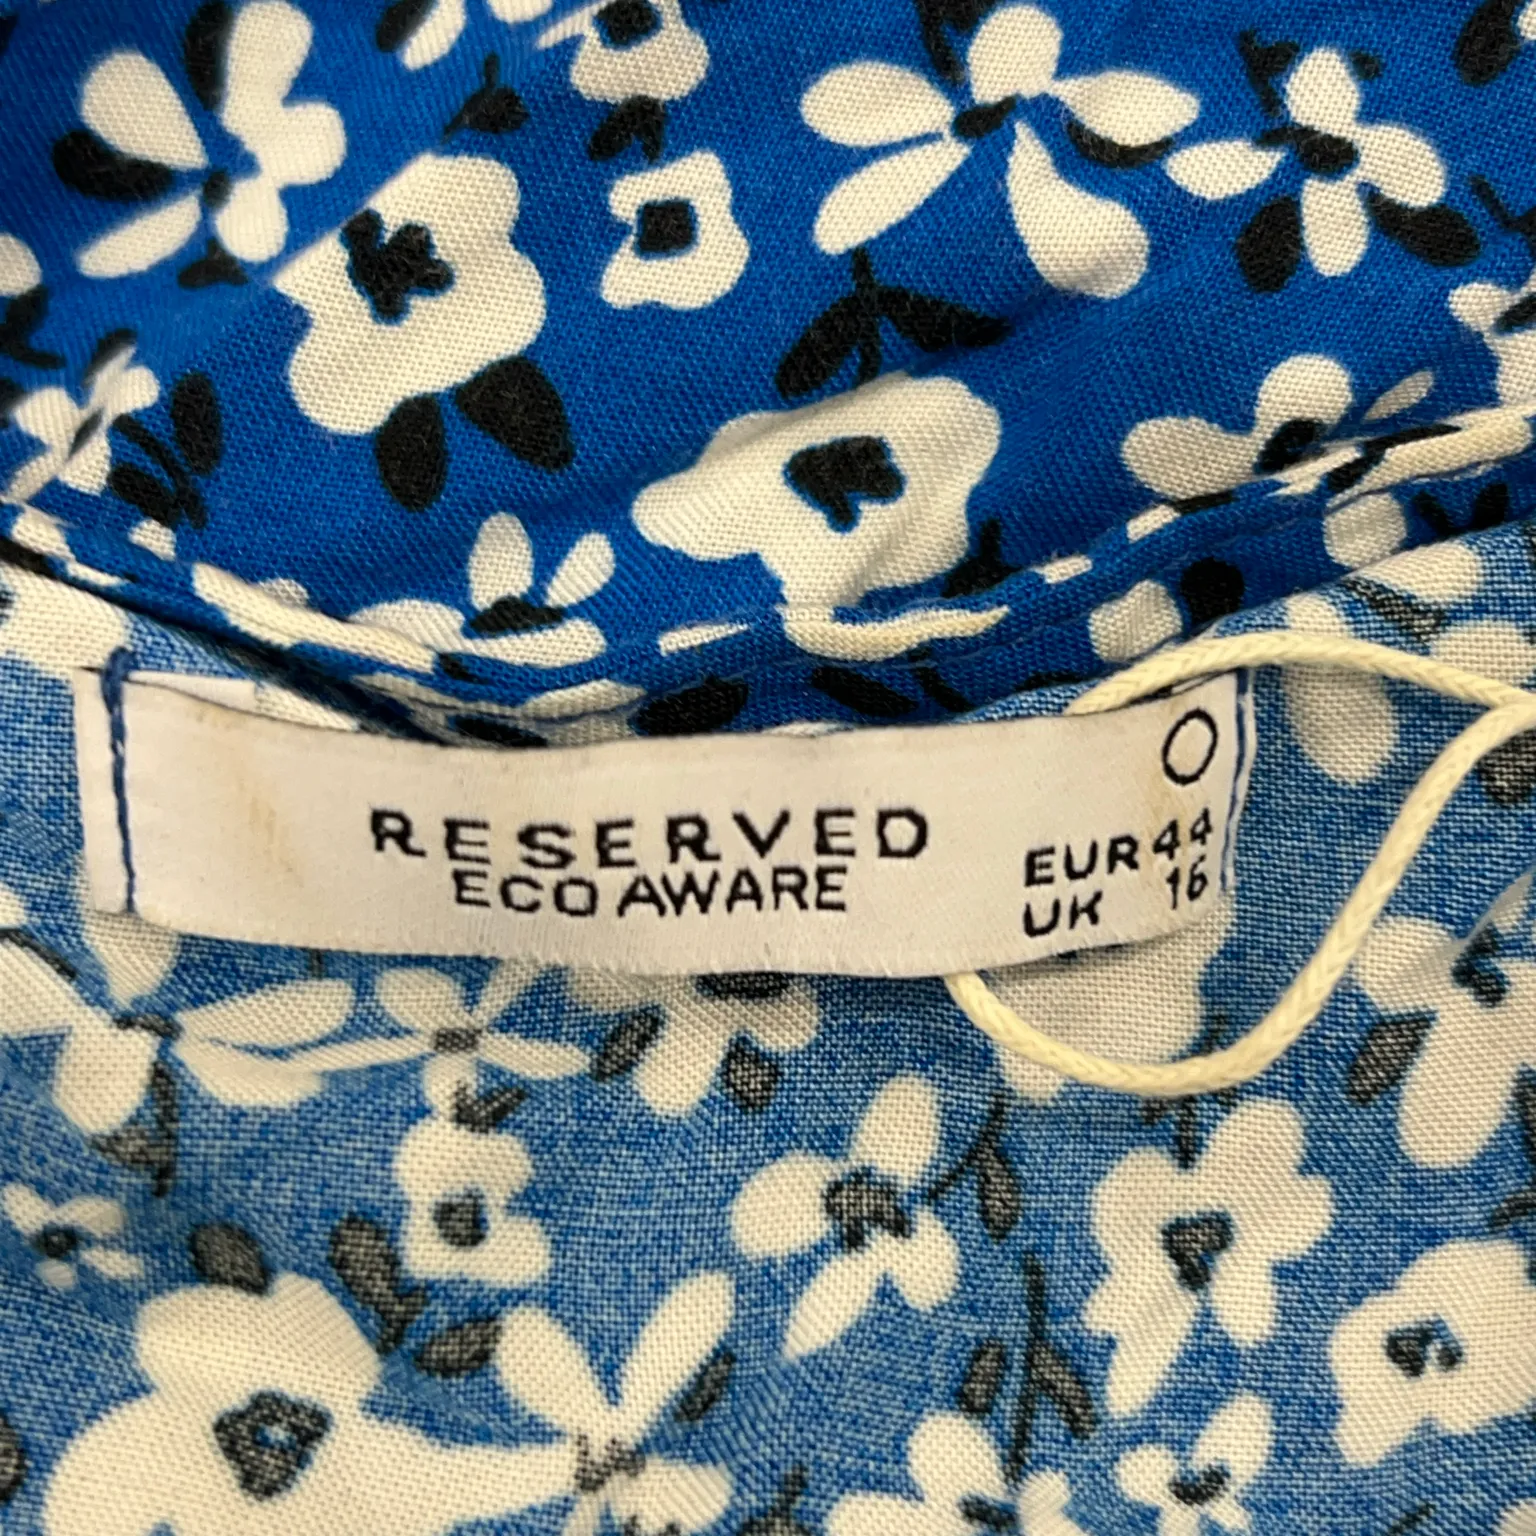 RESERVED
ECO AWARE
EUR 44
UK 16